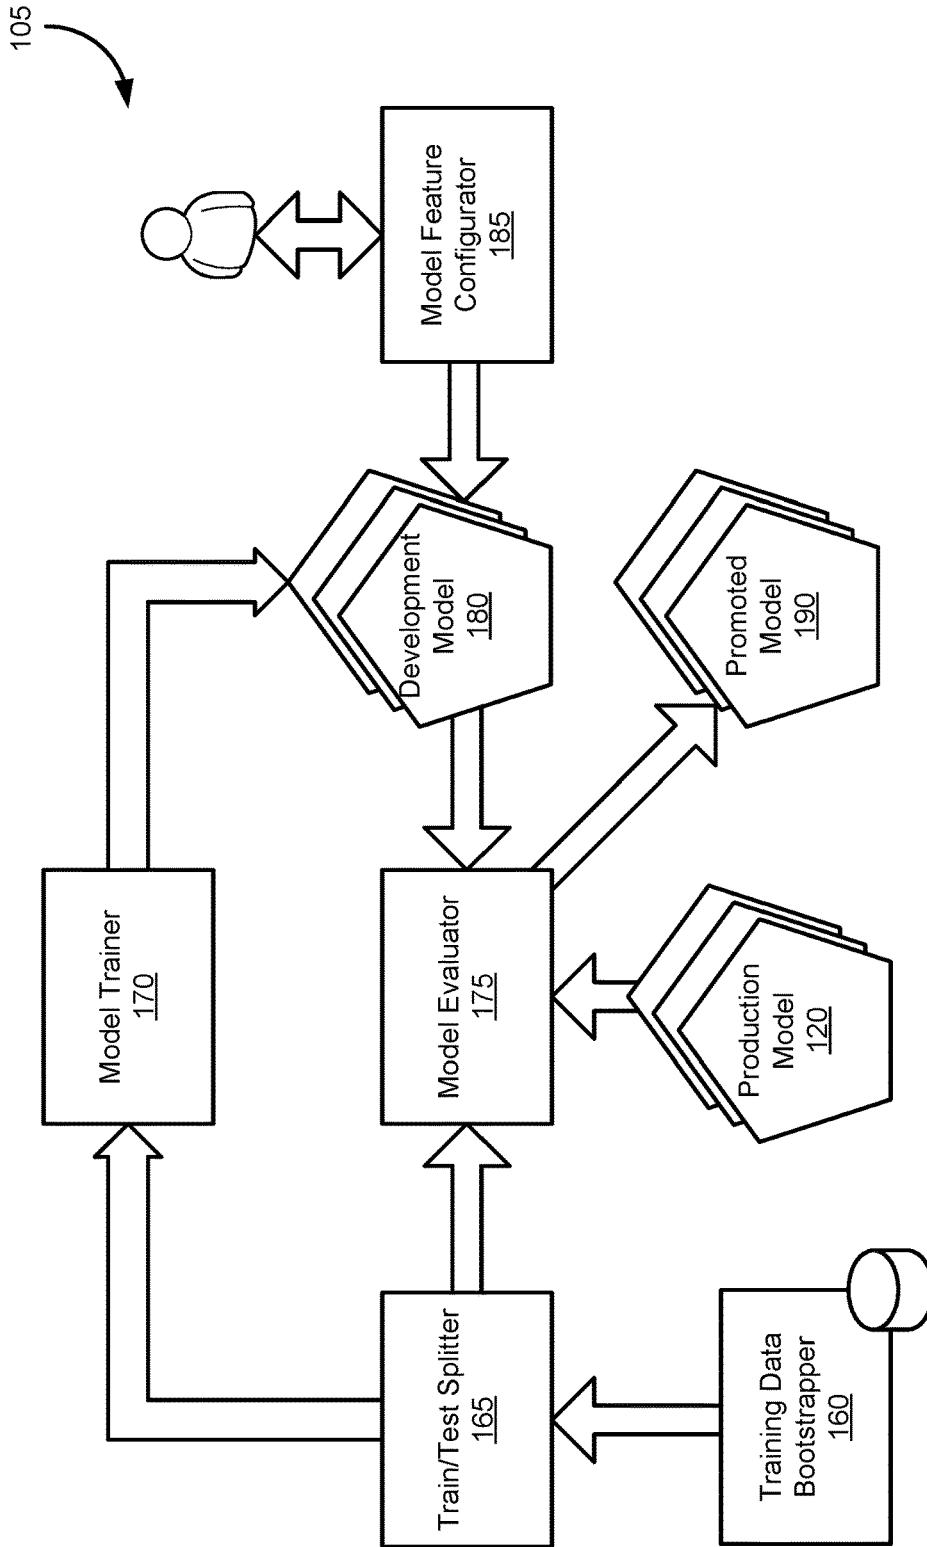 105
Model Trainer
170
Train/Test Splitter
165
Model Evaluator
175
Development
Model
180
Model Feature
Configurator
185
Training Data
Bootstrapper
160
Production
Model
120
Promoted
Model
190